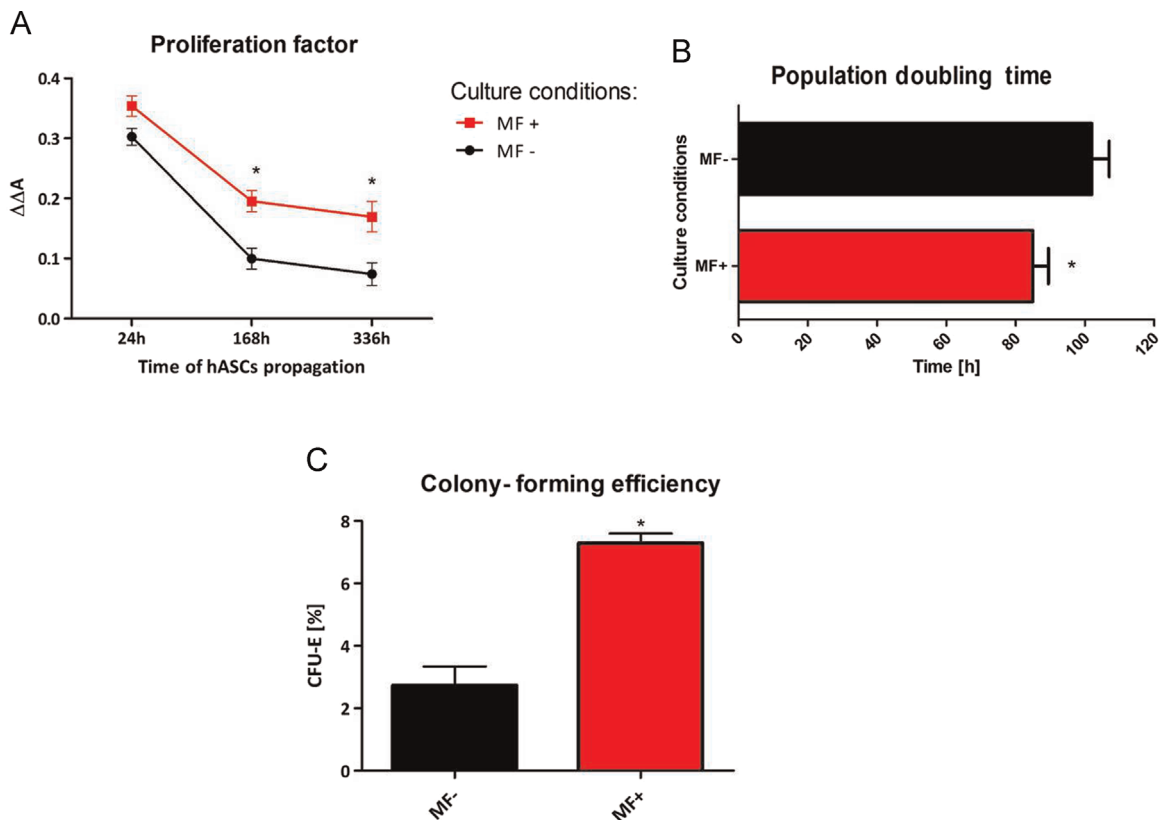 A
Proliferation factor
0.4
0.3
0.2
0.1
0.0
ΔΔA
*
*
24h
168h
336h
Time of hASCs propagation
Culture conditions:
MF +
MF -
B
Population doubling time
Culture conditions
MF-
MF+
*
0
20
40
60
80
100
120
Time [h]
C
Colony-forming efficiency
8
6
4
2
0
CFU-E [%]
*
MF-
MF+